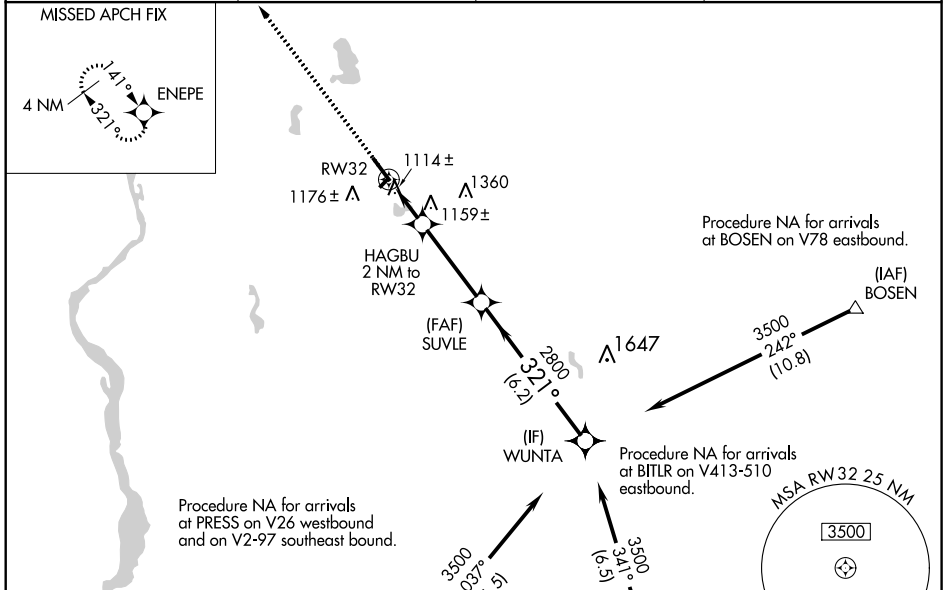 MISSED APCH FIX
4 NM
141°
321°
ENEPE
RW32
1114 ±
1176 ±
1360
1159 ±
HAGBU
2 NM to
RW32
Procedure NA for arrivals
at BOSEN on V78 eastbound.
(IAF)
BOSEN
3500
242°
(10.8)
(FAF)
SUVLE
1647
2800
321°
(6.2)
(IF)
WUNTA
Procedure NA for arrivals
at BITLR on V413-510
eastbound.
Procedure NA for arrivals
at PRESS on V26 westbound
and on V2-97 southeast bound.
3500
037°
3500
341°
(6.5)
MSA RW32 25 NM
3500